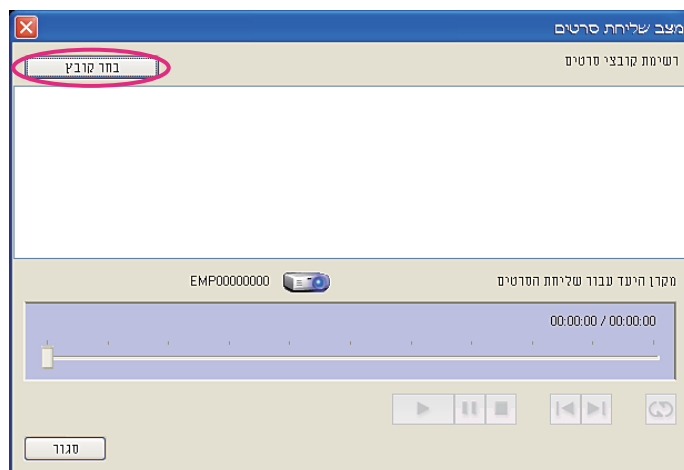 מצב שליחת סרטים
רשימת קובצי סרטים
בחר קובץ
מקרן היעד עבור שליחת הסרטים
EMP00000000
00:00:00 / 00:00:00
סגור